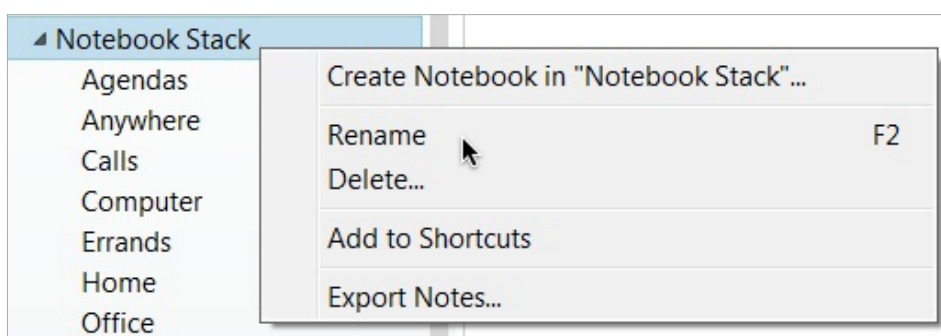 Notebook Stack
Agendas
Anywhere
Calls
Computer
Errands
Home
Office
Create Notebook in "Notebook Stack"...
Rename F2
Delete...
Add to Shortcuts
Export Notes...